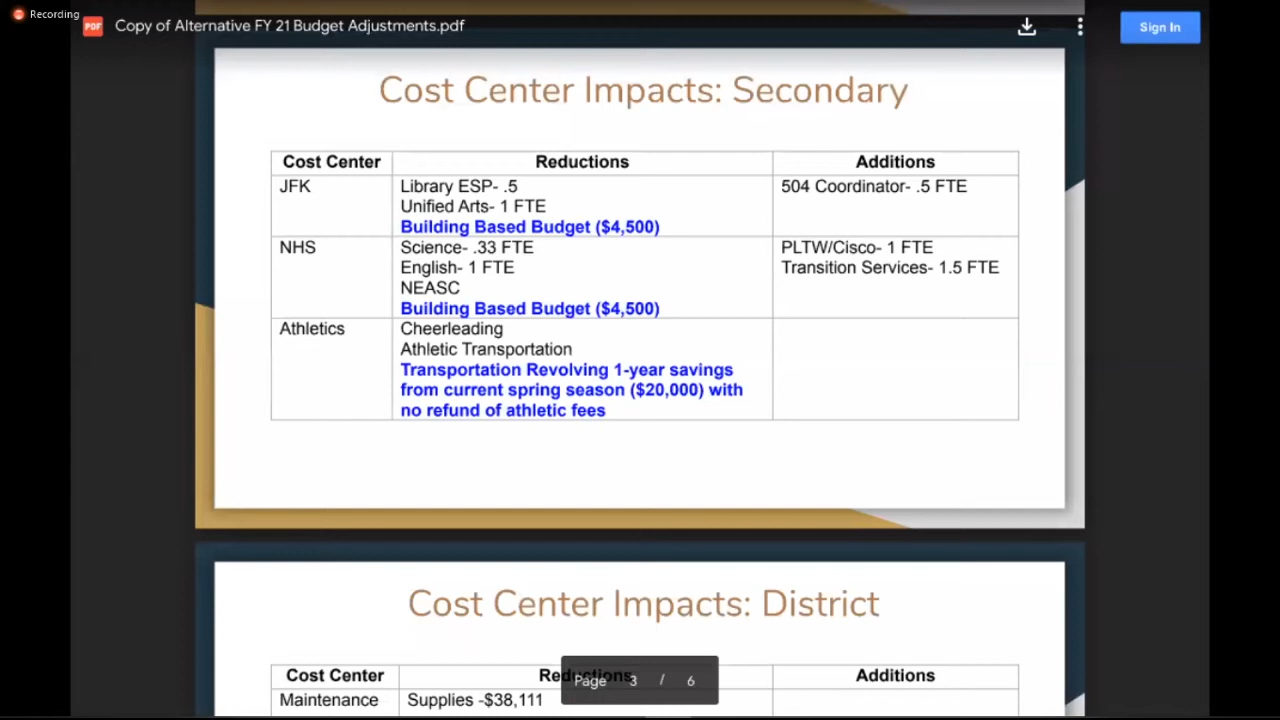 Recording
PDF
Copy of Alternative FY 21 Budget Adjustments.pdf
Sign In
Cost Center Impacts: Secondary
Cost Center Reductions Additions
JFK Library ESP- .5 504 Coordinator- .5 FTE
Unified Arts- 1 FTE
Building Based Budget ($4,500)
NHS Science- .33 FTE PLTW/Cisco- 1 FTE
English- 1 FTE Transition Services- 1.5 FTE
NEASC
Building Based Budget ($4,500)
Athletics Cheerleading
Athletic Transportation
Transportation Revolving 1-year savings
from current spring season ($20,000) with
no refund of athletic fees
Cost Center Impacts: District
Cost Center Reductions Additions
Page 3 / 6
Maintenance Supplies -$38,111